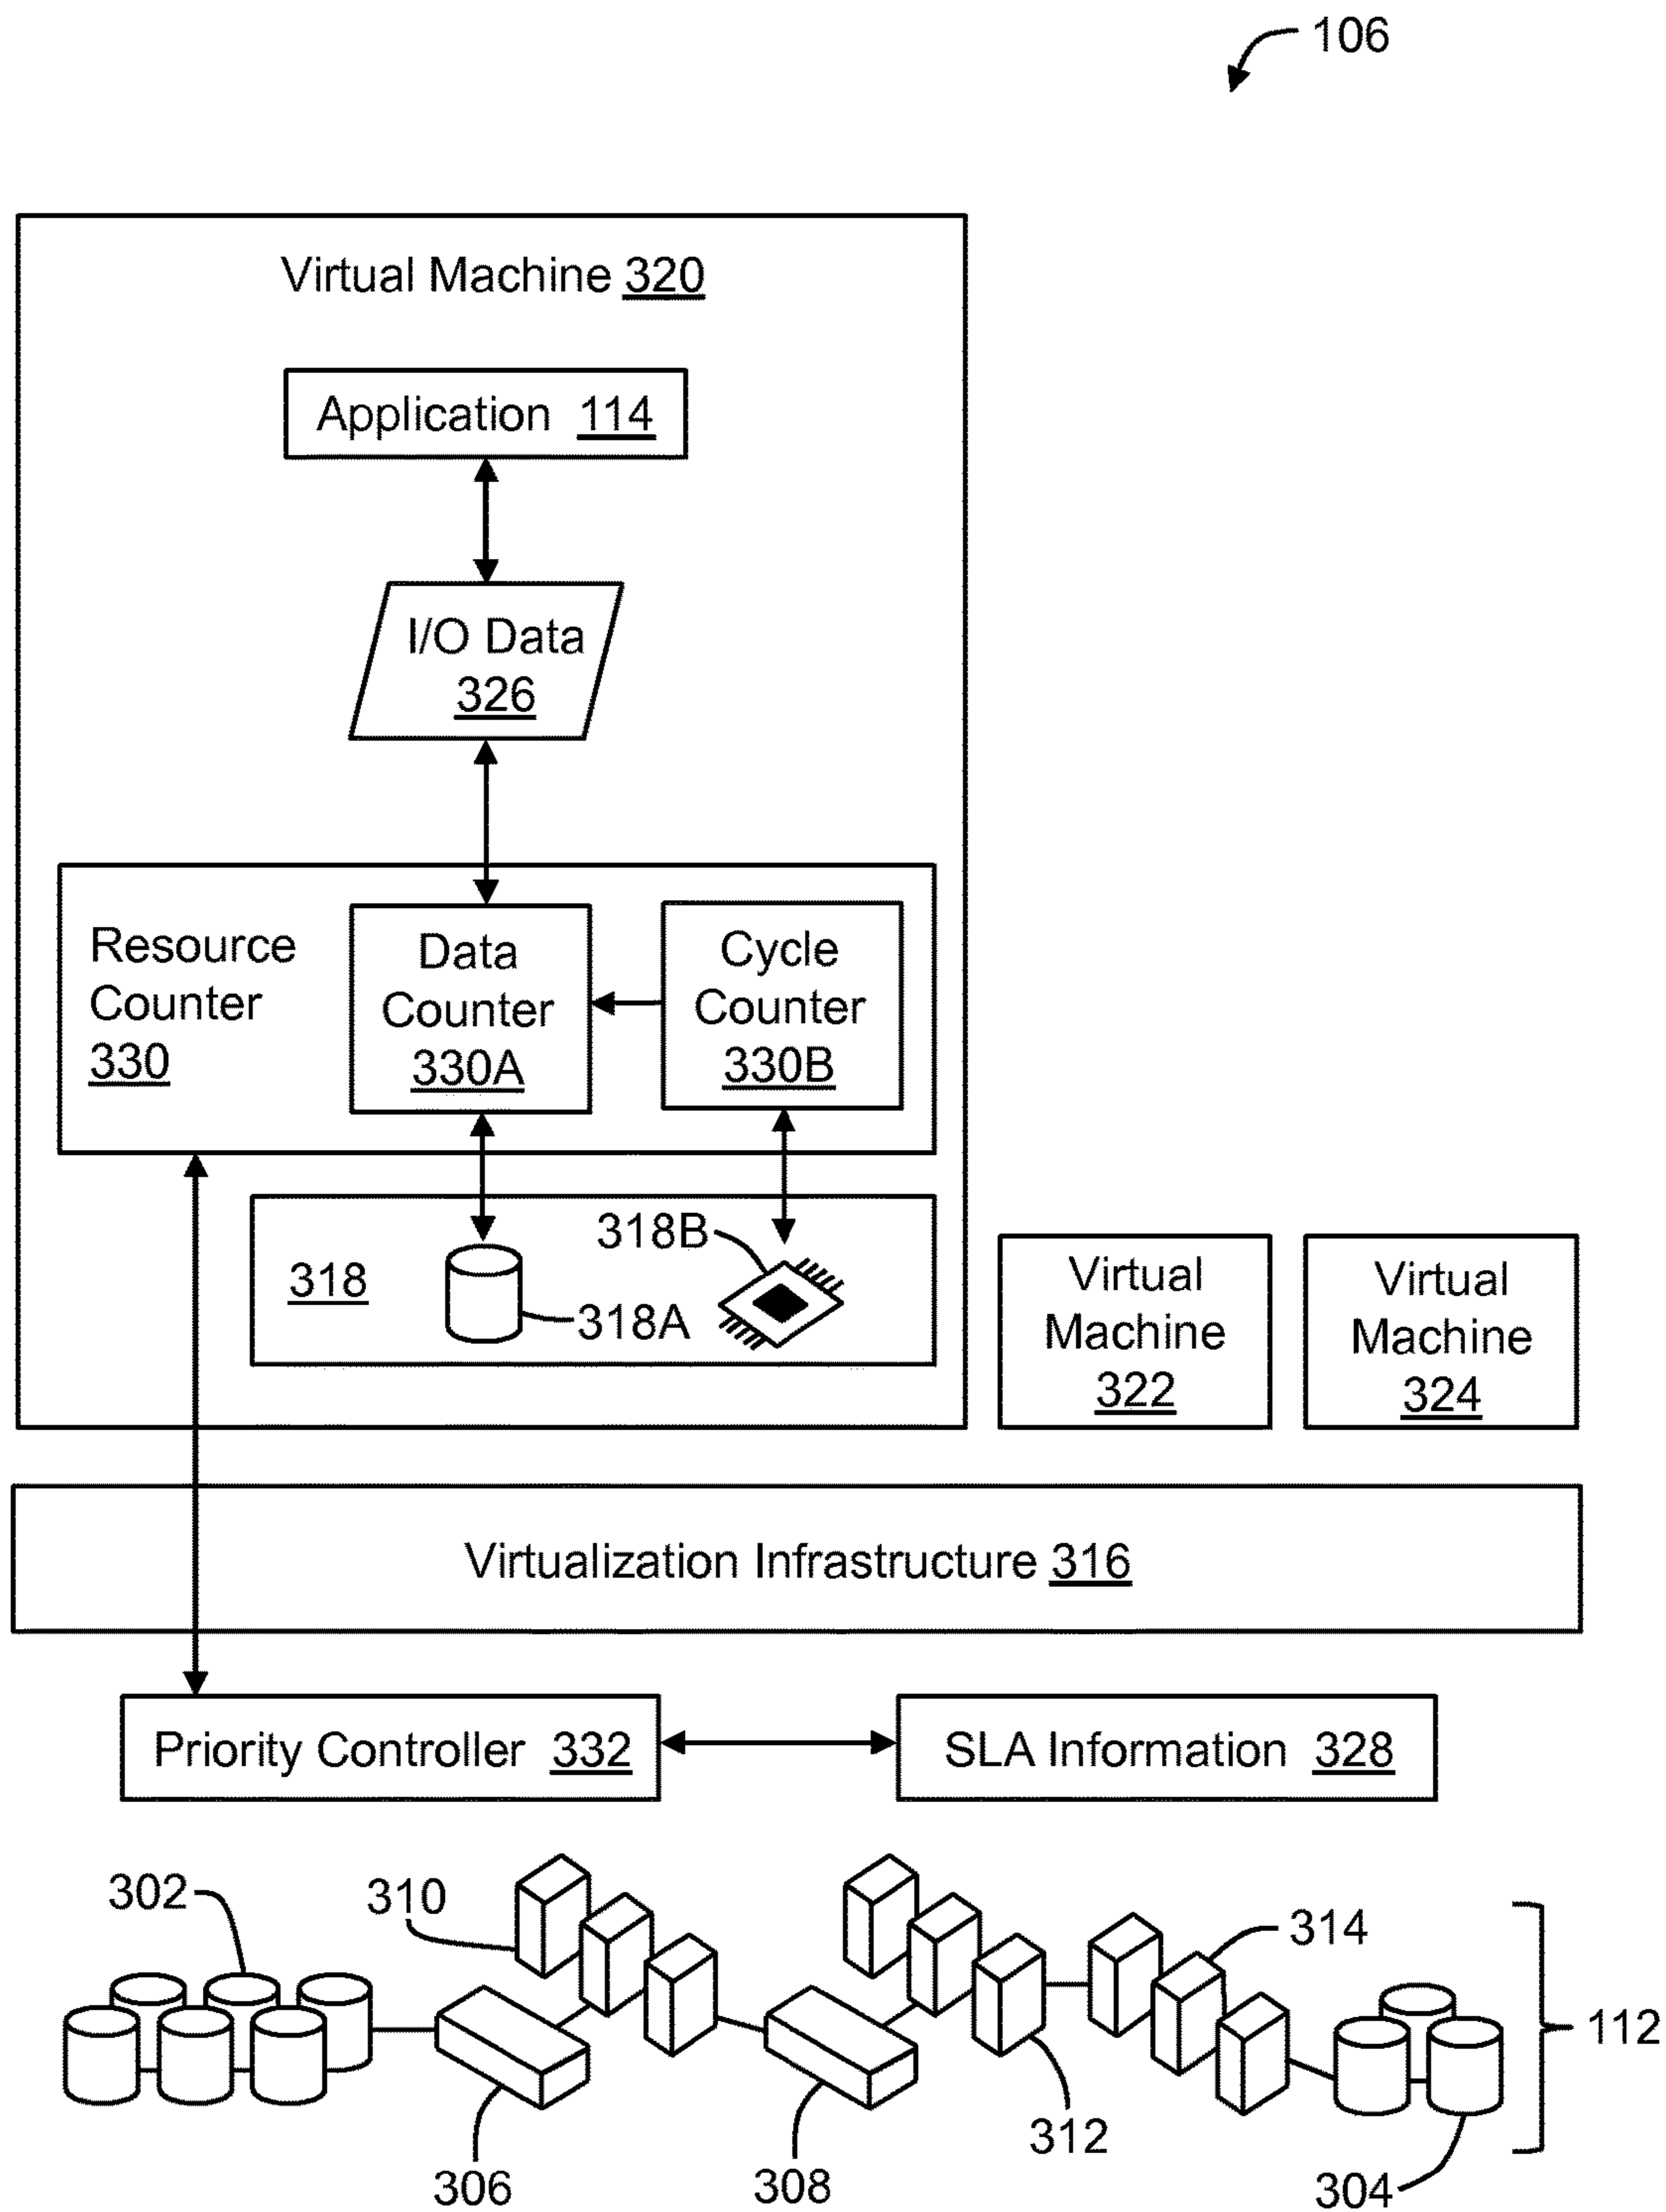 106
Virtual Machine 320
Application 114
I/O Data
326
Resource
Counter
330
Data
Counter
330A
Cycle
Counter
330B
318
318A
318B
Virtual
Machine
322
Virtual
Machine
324
Virtualization Infrastructure 316
Priority Controller 332
SLA Information 328
302
310
314
112
306
308
312
304